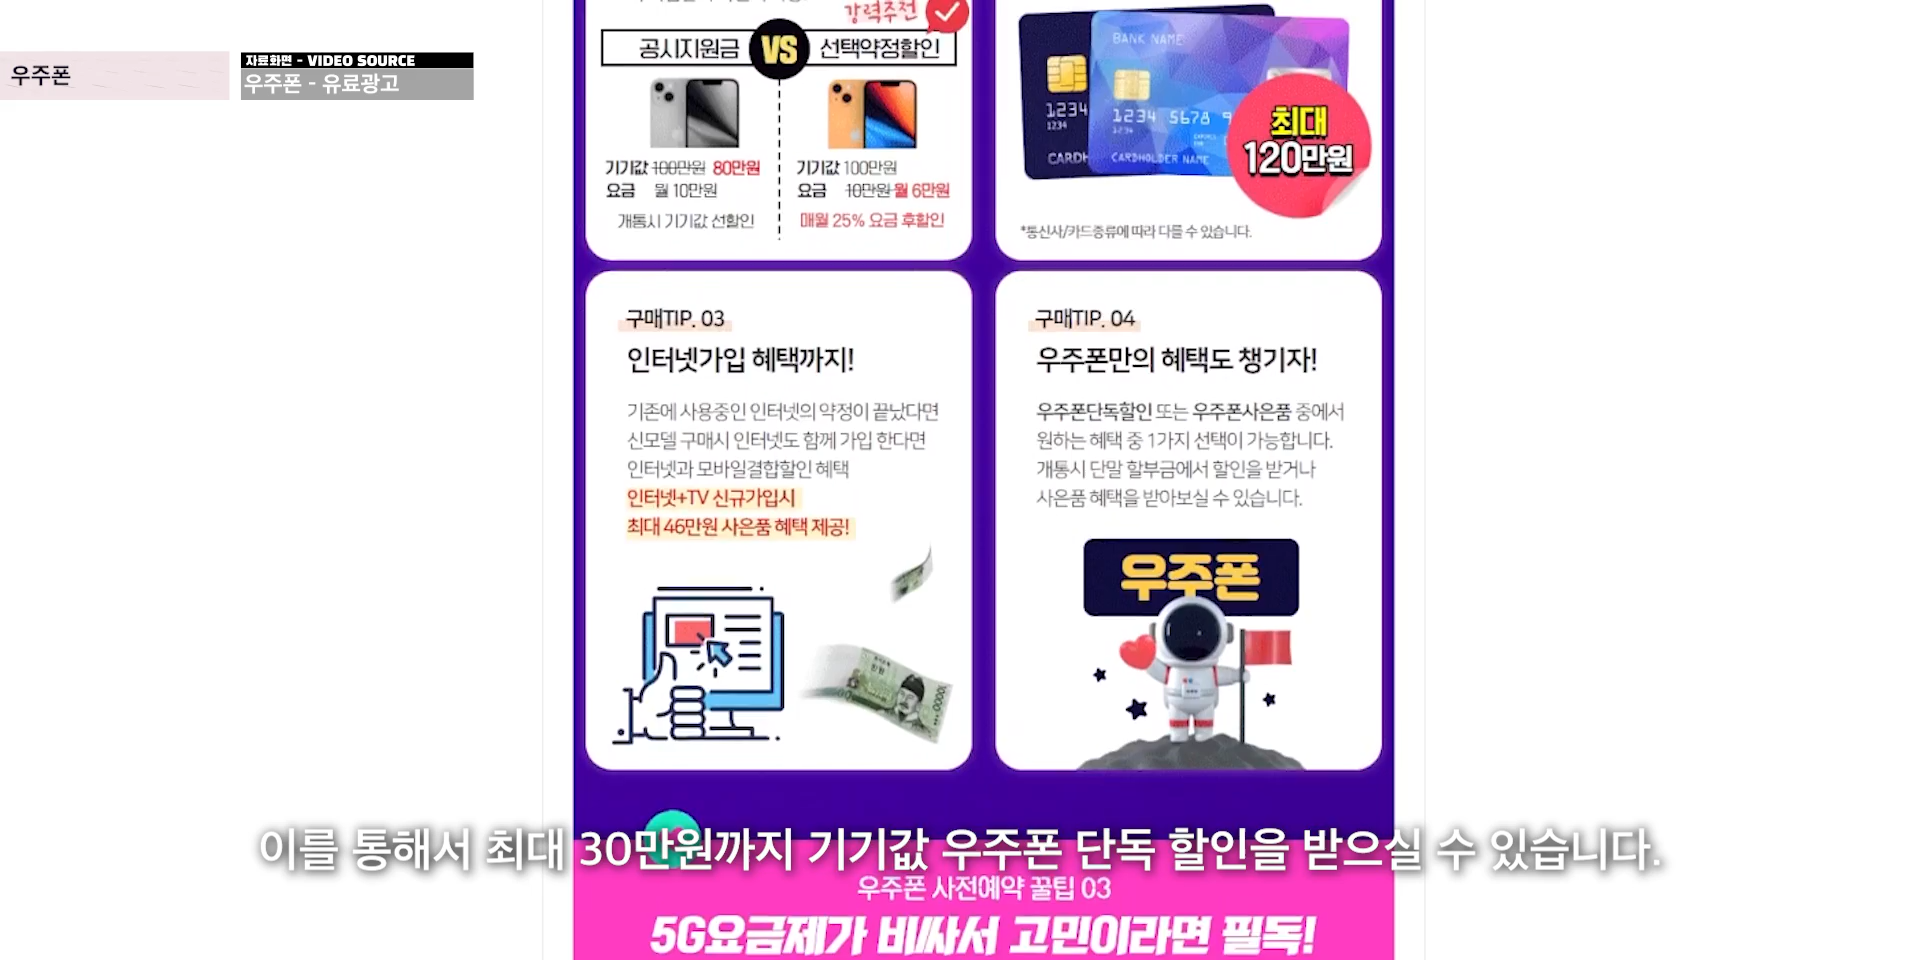 우주폰
자료화면 - VIDEO SOURCE
우주폰 - 유료광고
강력추천
공시지원금 VS 선택약정할인
기기값 100만원 80만원
요금 월 10만원
개통시 기기값 선할인
기기값 100만원
요금 10만원 월 6만원
매월 25% 요금 후할인
BANK NAME
1234
1234
CARDH
1234 5678 9
1234
CARDHOLDER NAME
최대
120만원
*통신사/카드종류에 따라 다를 수 있습니다.
구매TIP. 03
인터넷가입 혜택까지!
기존에 사용중인 인터넷의 약정이 끝났다면
신모델 구매시 인터넷도 함께 가입 한다면
인터넷과 모바일결합할인 혜택
인터넷+TV 신규가입시
최대 46만원 사은품 혜택 제공!
구매TIP. 04
우주폰만의 혜택도 챙기자!
우주폰단독할인 또는 우주폰사은품 중에서
원하는 혜택 중 1가지 선택이 가능합니다.
개통시 단말 할부금에서 할인을 받거나
사은품 혜택을 받아보실 수 있습니다.
우주폰
이를 통해서 최대 30만원까지 기기값 우주폰 단독 할인을 받으실 수 있습니다.
우주폰 사전예약 꿀팁 03
5G요금제가 비싸서 고민이라면 필독!